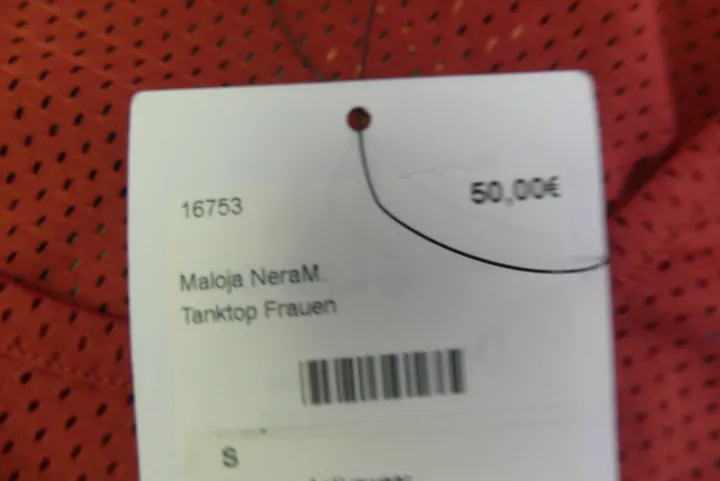 16753
50,00€
Maloja NeraM.
Tanktop Frauen
S